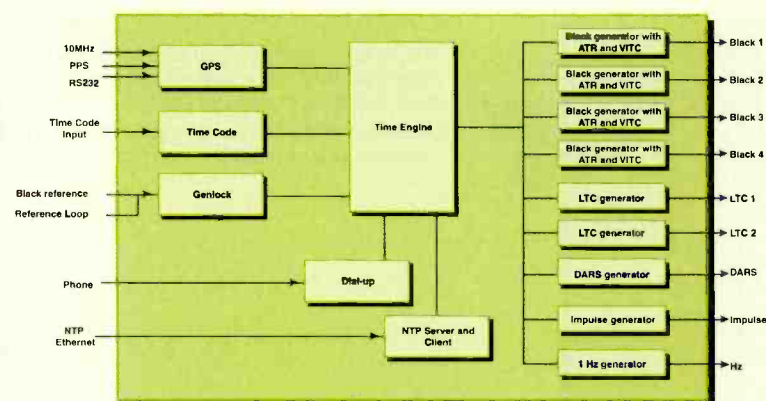 10MHz
PPS
RS232
GPS
Time Code
Input
Time Code
Black reference
Reference Loop
Genlock
Time Engine
Phone
Dial-up
NTP
Ethernet
NTP Server and
Client
Black generator with
ATR and VITC
Black 1
Black generator with
ATR and VITC
Black 2
Black generator with
ATR and VITC
Black 3
Black generator with
ATR and VITC
Black 4
LTC generator
LTC 1
LTC generator
LTC 2
DARS generator
DARS
Impulse generator
Impulse
1 Hz generator
Hz